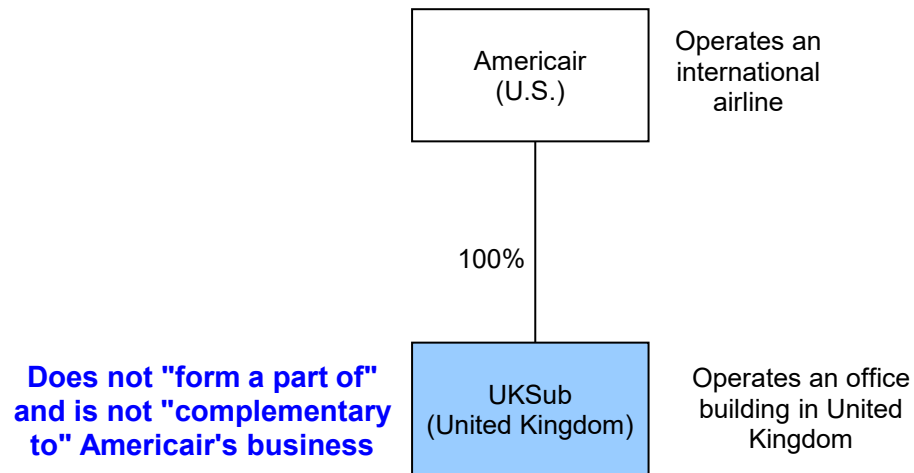 Americair
(U.S.)
Operates an
international
airline
100%
Does not "form a part of"
and is not "complementary
to" Americair's business
UKSub
(United Kingdom)
Operates an office
building in United
Kingdom